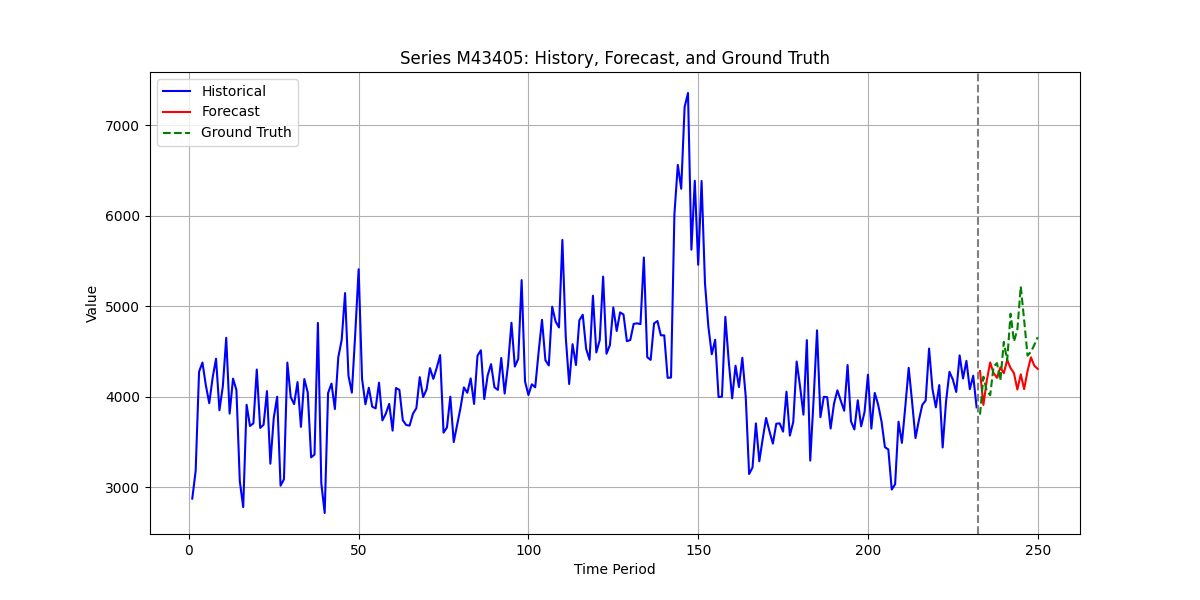 Series M43405: History, Forecast, and Ground Truth
Historical
Forecast
Ground Truth
7000
6000
5000
4000
3000
Value
0 50 100 150 200 250
Time Period